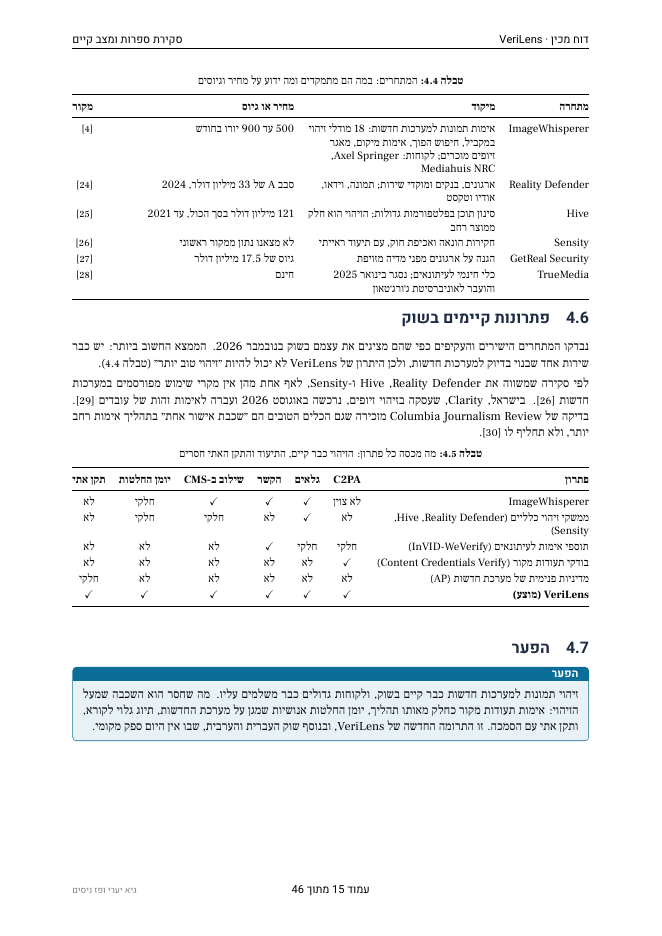 דוח מכין · VeriLens סקירת ספרות ומצב קיים
טבלה 4.4: המתחרים: במה הם מתמקדים ומה ידוע על מחיר וגיוסים
מתחרה מיקוד מחיר או גיוס מקור
ImageWhisperer אימות תמונות למערכות חדשות: 18 מודלי זיהוי 500 עד 900 יורו בחודש [4]
במקביל, חיפוש הפוך, אימות מיקום, מאגר
זיופים מוכרים; לקוחות: Axel Springer,
Mediahuis NRC
Reality Defender ארגונים, בנקים ומוקדי שירות; תמונה, וידאו, סבב A של 33 מיליון דולר, 2024 [24]
אודיו וטקסט
Hive סינון תוכן בפלטפורמות גדולות; הזיהוי הוא חלק 121 מיליון דולר בסך הכול, עד 2021 [25]
ממוצר רחב
Sensity חקירות הונאה ואכיפת חוק, עם תיעוד ראייתי לא מצאנו נתון ממקור ראשוני [26]
GetReal Security הגנה על ארגונים מפני מדיה מזויפת גיוס של 17.5 מיליון דולר [27]
TrueMedia כלי חינמי לעיתונאים; נסגר בינואר 2025 חינם [28]
והועבר לאוניברסיטת ג׳ורג׳טאון
4.6 פתרונות קיימים בשוק
נבדקו המתחרים הישירים והעקיפים כפי שהם מציגים את עצמם בשוק בנובמבר 2026. הממצא החשוב ביותר: יש כבר
שירות אחד שבנוי בדיוק למערכות חדשות, ולכן היתרון של VeriLens לא יכול להיות ״זיהוי טוב יותר״ (טבלה 4.4).
לפי סקירה שמשווה את Reality Defender, Hive ו-Sensity, לאף אחת מהן אין מקרי שימוש מפורסמים במערכות
חדשות [26]. בישראל, Clarity, שעסקה בזיהוי זיופים, נרכשה באוגוסט 2026 ועברה לאימות זהות של עובדים [29].
בדיקה של Columbia Journalism Review מזכירה שגם הכלים הטובים הם ״שכבת אישור אחת״ בתהליך אימות רחב
יותר, ולא תחליף לו [30].
טבלה 4.5: מה מכסה כל פתרון: הזיהוי כבר קיים, התיעוד והתקן האתי חסרים
פתרון C2PA גלאים הקשר שילוב ב-CMS יומן החלטות תקן אתי
ImageWhisperer לא צוין ✓ ✓ ✓ חלקי לא
ממשקי זיהוי כלליים (Reality Defender, Hive, לא ✓ לא חלקי חלקי לא
Sensity)
תוספי אימות לעיתונאים (InVID-WeVerify) חלקי חלקי ✓ לא לא לא
בודקי תעודות מקור (Content Credentials Verify) ✓ לא לא לא לא לא
מדיניות פנימית של מערכת חדשות (AP) לא לא לא לא לא חלקי
VeriLens (מוצע) ✓ ✓ ✓ ✓ ✓ ✓
4.7 הפער
הפער
זיהוי תמונות למערכות חדשות כבר קיים בשוק, ולקוחות גדולים כבר משלמים עליו. מה שחסר הוא השכבה שמעל
הזיהוי: אימות תעודות מקור כחלק מאותו תהליך, יומן החלטות אנושיות שמגן על מערכת החדשות, תיוג גלוי לקורא,
ותקן אתי עם הסמכה. זו התרומה החדשה של VeriLens, ובנוסף שוק העברית והערבית, שבו אין היום ספק מקומי.
עמוד 15 מתוך 46 גיא יערי ופז ניסים